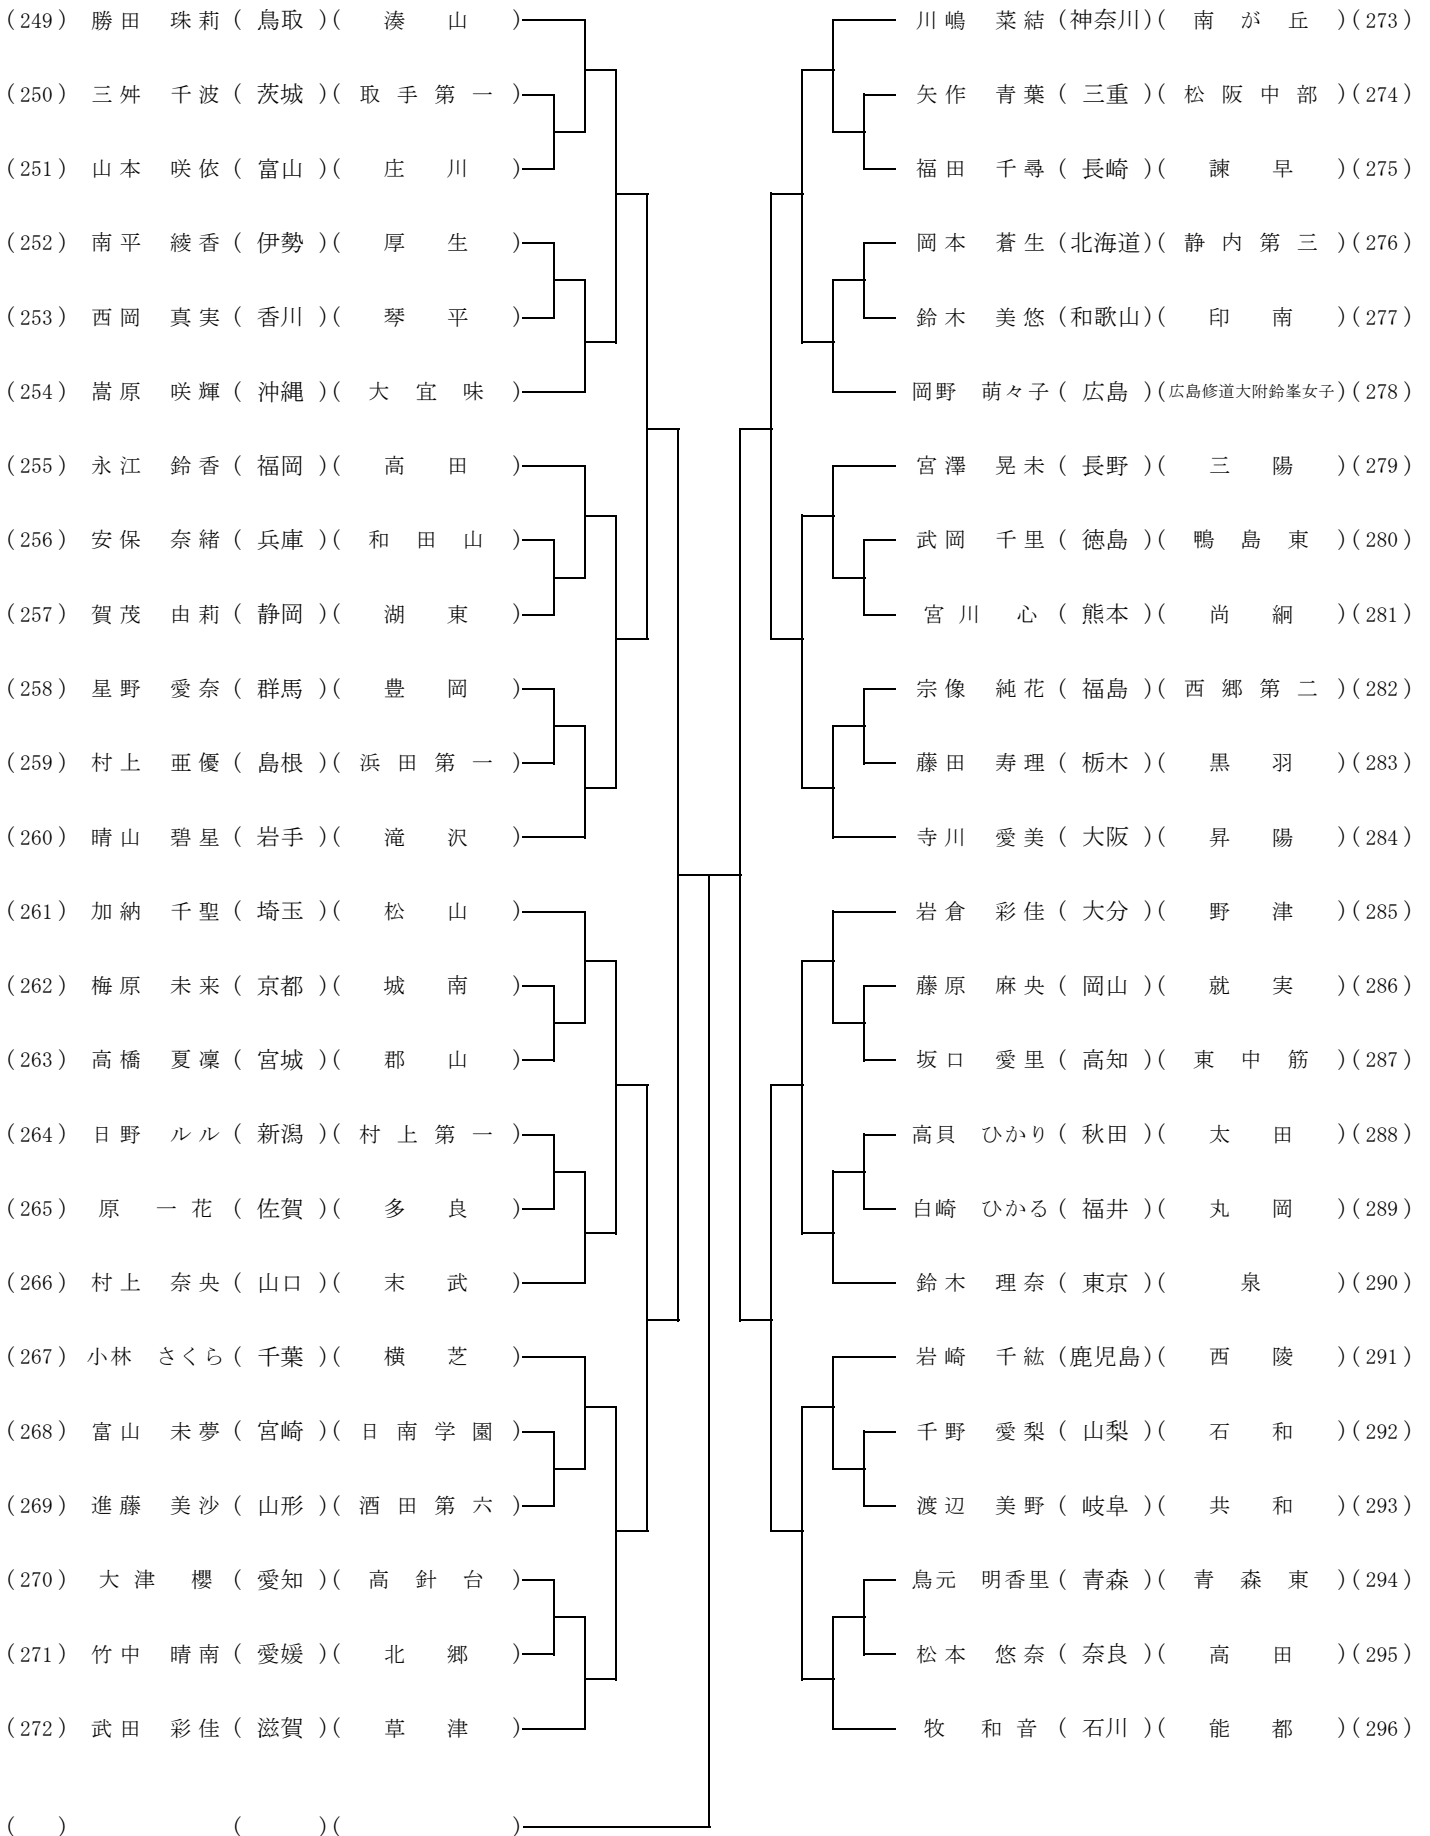 (249) 勝田 珠莉 (鳥取)(湊山)
(250) 三舛 千波 (茨城)(取手第一)
(251) 山本 咲依 (富山)(庄川)
(252) 南平 綾香 (伊勢)(厚生)
(253) 西岡 真実 (香川)(琴平)
(254) 嵩原 咲輝 (沖縄)(大宜味)
(255) 永江 鈴香 (福岡)(高田)
(256) 安保 奈緒 (兵庫)(和田山)
(257) 賀茂 由莉 (静岡)(湖東)
(258) 星野 愛奈 (群馬)(豊岡)
(259) 村上 亜優 (島根)(浜田第一)
(260) 晴山 碧星 (岩手)(滝沢)
(261) 加納 千聖 (埼玉)(松山)
(262) 梅原 未来 (京都)(城南)
(263) 高橋 夏凜 (宮城)(郡山)
(264) 日野 ルル (新潟)(村上第一)
(265) 原 一花 (佐賀)(多良)
(266) 村上 奈央 (山口)(末武)
(267) 小林 さくら (千葉)(横芝)
(268) 富山 未夢 (宮崎)(日南学園)
(269) 進藤 美沙 (山形)(酒田第六)
(270) 大津 櫻 (愛知)(高針台)
(271) 竹中 晴南 (愛媛)(北郷)
(272) 武田 彩佳 (滋賀)(草津)
( ) ( )( )
川嶋 菜結 (神奈川)(南が丘)(273)
矢作 青葉 (三重)(松阪中部)(274)
福田 千尋 (長崎)(諫早)(275)
岡本 蒼生 (北海道)(静内第三)(276)
鈴木 美悠 (和歌山)(印南)(277)
岡野 萌々子 (広島)(広島修道大附鈴峯女子)(278)
宮澤 晃未 (長野)(三陽)(279)
武岡 千里 (徳島)(鴨島東)(280)
宮川 心 (熊本)(尚絅)(281)
宗像 純花 (福島)(西郷第二)(282)
藤田 寿理 (栃木)(黒羽)(283)
寺川 愛美 (大阪)(昇陽)(284)
岩倉 彩佳 (大分)(野津)(285)
藤原 麻央 (岡山)(就実)(286)
坂口 愛里 (高知)(東中筋)(287)
高貝 ひかり (秋田)(太田)(288)
白崎 ひかる (福井)(丸岡)(289)
鈴木 理奈 (東京)(泉)(290)
岩崎 千紘 (鹿児島)(西陵)(291)
千野 愛梨 (山梨)(石和)(292)
渡辺 美野 (岐阜)(共和)(293)
鳥元 明香里 (青森)(青森東)(294)
松本 悠奈 (奈良)(高田)(295)
牧 和音 (石川)(能都)(296)